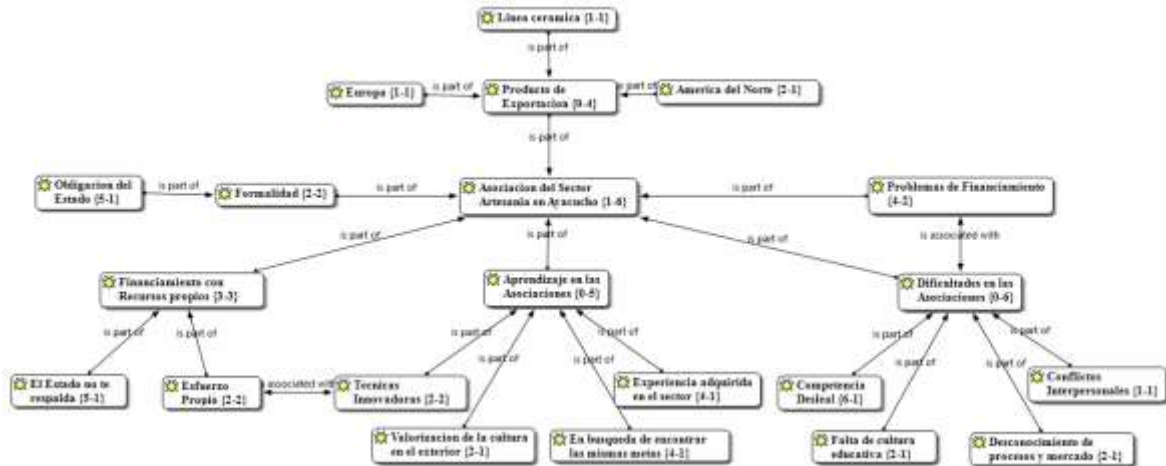 Linea ceramica {1-1}
is part of
is part of
is part of
Europa {1-1}
Producto de
Exportacion {0-4}
America del Norte {2-1}
is part of
Obligacion del
Estado {5-1}
is part of
Formalidad {2-2}
is part of
Asociacion del Sector
Artesania en Ayacucho {1-6}
is part of
Problemas de Financiamiento
{4-2}
is part of
is part of
is part of
is associated with
Financiamiento con
Recursos propios {3-3}
Aprendizaje en las
Asociaciones {0-5}
Dificultades en las
Asociaciones {0-6}
is part of
is part of
is part of
is part of
is part of
is part of
is part of
is part of
is part of
is part of
El Estado no te
respalda {5-1}
Esfuerzo
Propio {2-2}
associated with
Tecnicas
Innovadoras {2-2}
Experiencia adquirida
en el sector {4-1}
Competencia
Desleal {6-1}
Conflictos
Interpersonales {1-1}
Valorizacion de la cultura
en el exterior {2-1}
En busqueda de encontrar
las mismas metas {4-1}
Falta de cultura
educativa {2-1}
Desconocimiento de
procesos y mercado {2-1}